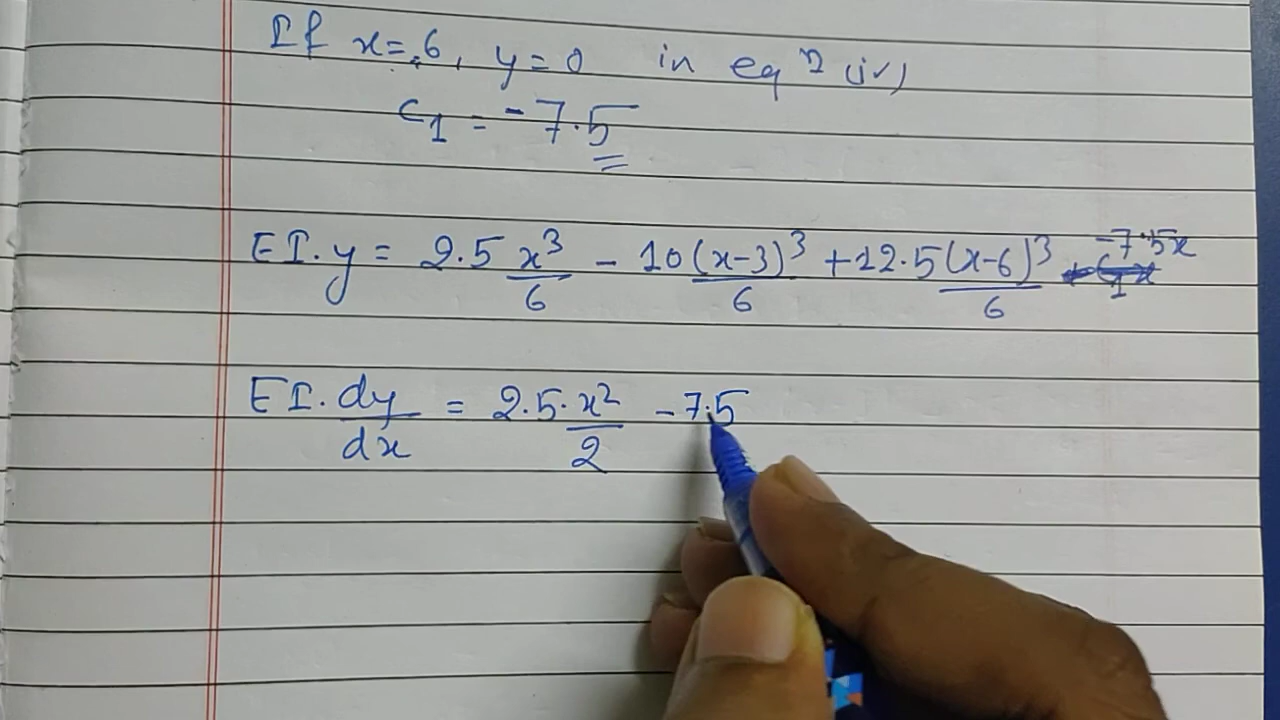 If x=6, y=0 in eqn (iv)
C1 = -7.5
EI.y = 2.5 x³/6 - 10(x-3)³/6 + 12.5(x-6)³/6 -7.5x
EI.dy/dx = 2.5.x²/2 -7.5